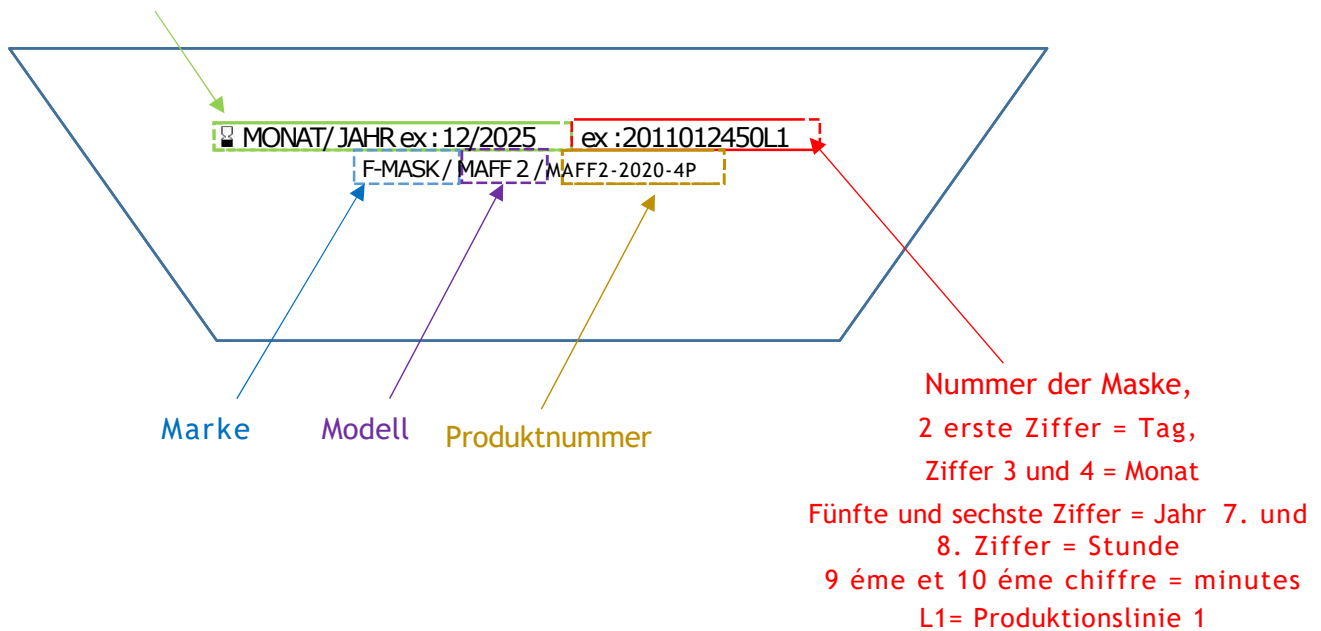 MONAT/ JAHR ex : 12/2025 ex :2011012450L1
F-MASK / MAFF 2 / MAFF2-2020-4P
Marke Modell Produktnummer
Nummer der Maske,
2 erste Ziffer = Tag,
Ziffer 3 und 4 = Monat
Fünfte und sechste Ziffer = Jahr 7. und
8. Ziffer = Stunde
9 éme et 10 éme chiffre = minutes
L1= Produktionslinie 1